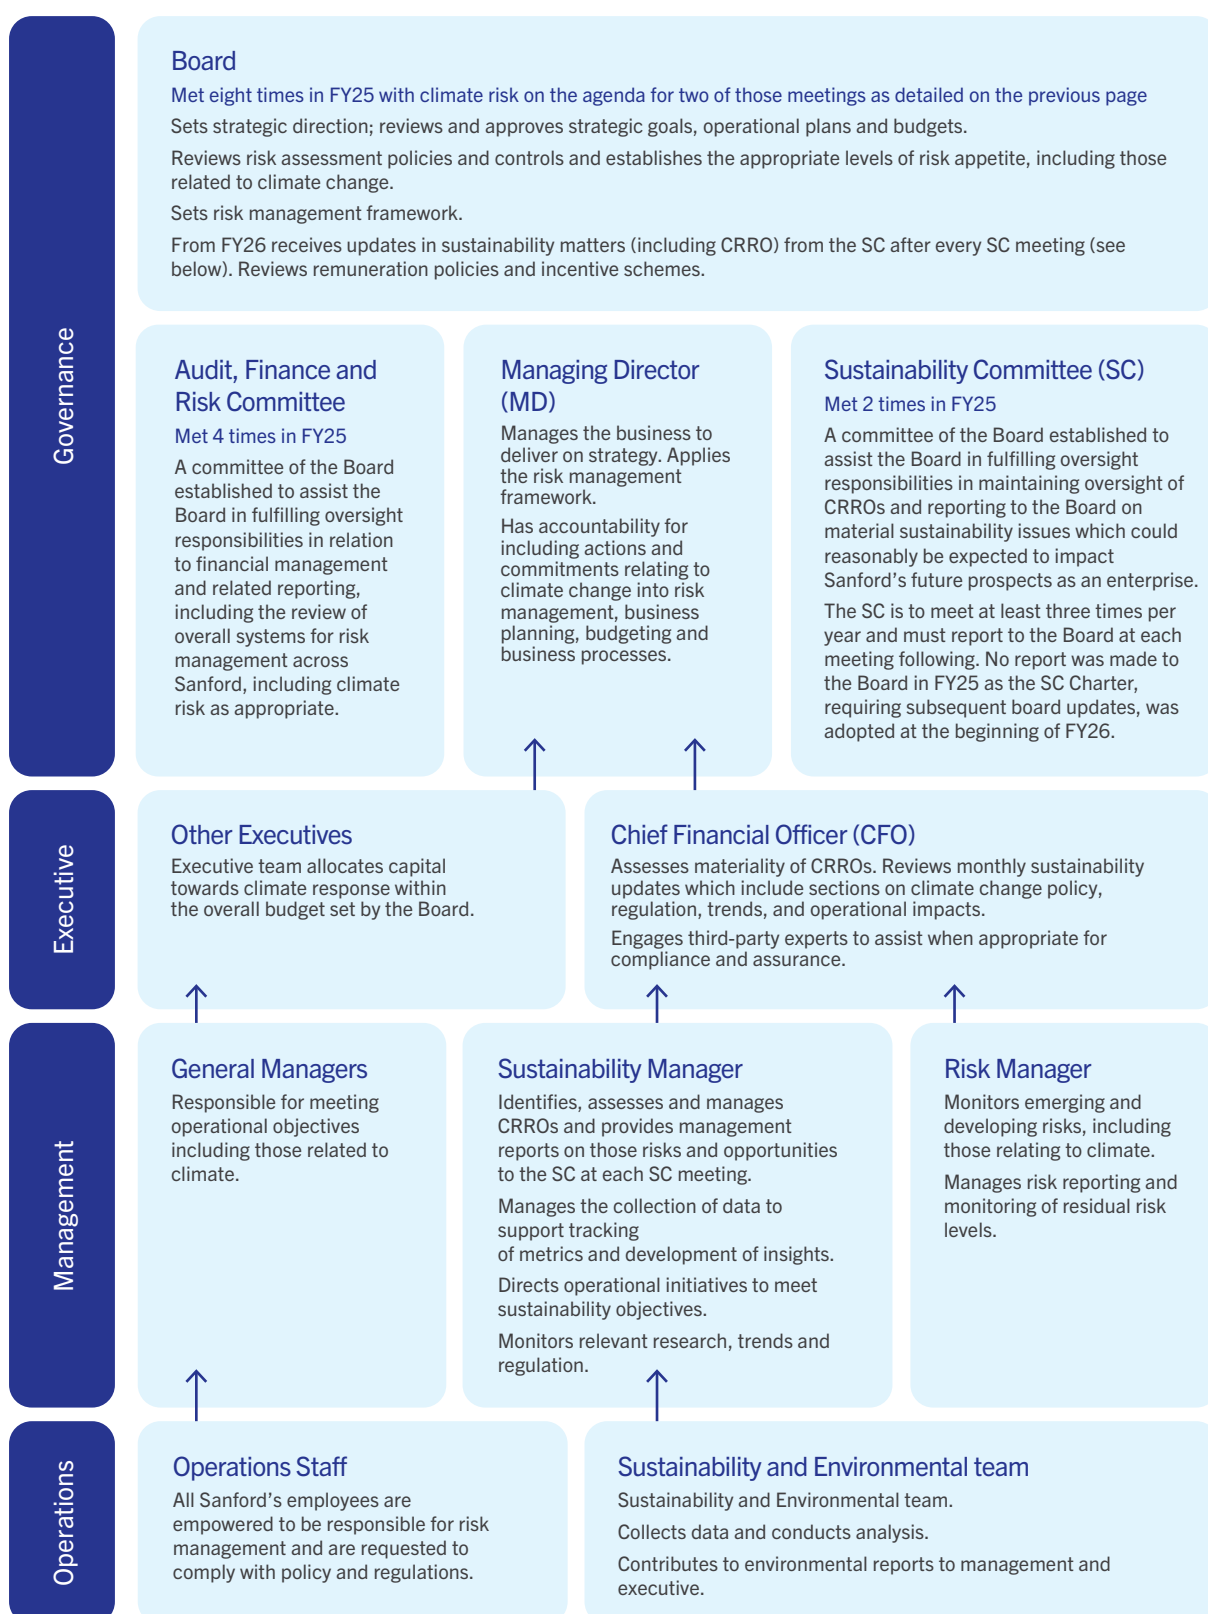 Governance
Board
Met eight times in FY25 with climate risk on the agenda for two of those meetings as detailed on the previous page
Sets strategic direction; reviews and approves strategic goals, operational plans and budgets.
Reviews risk assessment policies and controls and establishes the appropriate levels of risk appetite, including those
related to climate change.
Sets risk management framework.
From FY26 receives updates in sustainability matters (including CRRO) from the SC after every SC meeting (see
below). Reviews remuneration policies and incentive schemes.
Audit, Finance and
Risk Committee
Met 4 times in FY25
A committee of the Board
established to assist the
Board in fulfilling oversight
responsibilities in relation
to financial management
and related reporting,
including the review of
overall systems for risk
management across
Sanford, including climate
risk as appropriate.
Managing Director
(MD)
Manages the business to
deliver on strategy. Applies
the risk management
framework.
Has accountability for
including actions and
commitments relating to
climate change into risk
management, business
planning, budgeting and
business processes.
Sustainability Committee (SC)
Met 2 times in FY25
A committee of the Board established to
assist the Board in fulfilling oversight
responsibilities in maintaining oversight of
CRROs and reporting to the Board on
material sustainability issues which could
reasonably be expected to impact
Sanford's future prospects as an enterprise.
The SC is to meet at least three times per
year and must report to the Board at each
meeting following. No report was made to
the Board in FY25 as the SC Charter,
requiring subsequent board updates, was
adopted at the beginning of FY26.
Executive
Other Executives
Executive team allocates capital
towards climate response within
the overall budget set by the Board.
Chief Financial Officer (CFO)
Assesses materiality of CRROs. Reviews monthly sustainability
updates which include sections on climate change policy,
regulation, trends, and operational impacts.
Engages third-party experts to assist when appropriate for
compliance and assurance.
Management
General Managers
Responsible for meeting
operational objectives
including those related to
climate.
Sustainability Manager
Identifies, assesses and manages
CRROs and provides management
reports on those risks and opportunities
to the SC at each SC meeting.
Manages the collection of data to
support tracking
of metrics and development of insights.
Directs operational initiatives to meet
sustainability objectives.
Monitors relevant research, trends and
regulation.
Risk Manager
Monitors emerging and
developing risks, including
those relating to climate.
Manages risk reporting and
monitoring of residual risk
levels.
Operations
Operations Staff
All Sanford's employees are
empowered to be responsible for risk
management and are requested to
comply with policy and regulations.
Sustainability and Environmental team
Sustainability and Environmental team.
Collects data and conducts analysis.
Contributes to environmental reports to management and
executive.